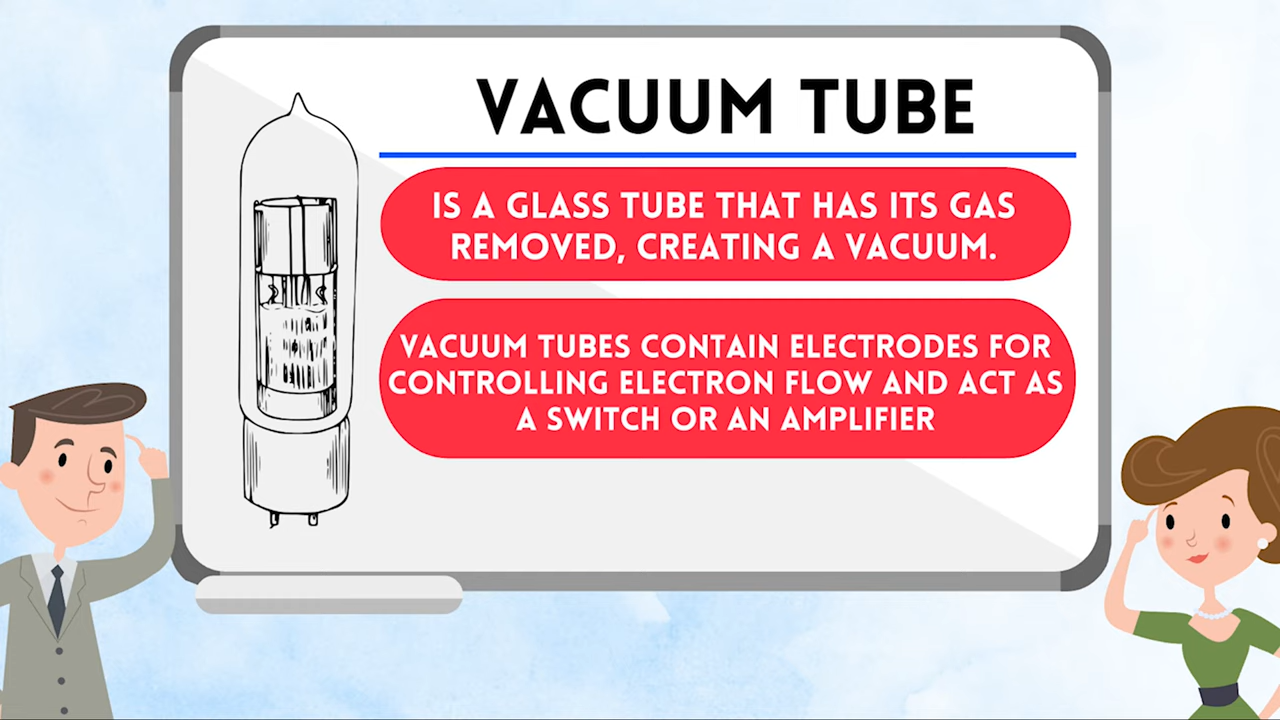 VACUUM TUBE
IS A GLASS TUBE THAT HAS ITS GAS
REMOVED, CREATING A VACUUM.
VACUUM TUBES CONTAIN ELECTRODES FOR
CONTROLLING ELECTRON FLOW AND ACT AS
A SWITCH OR AN AMPLIFIER